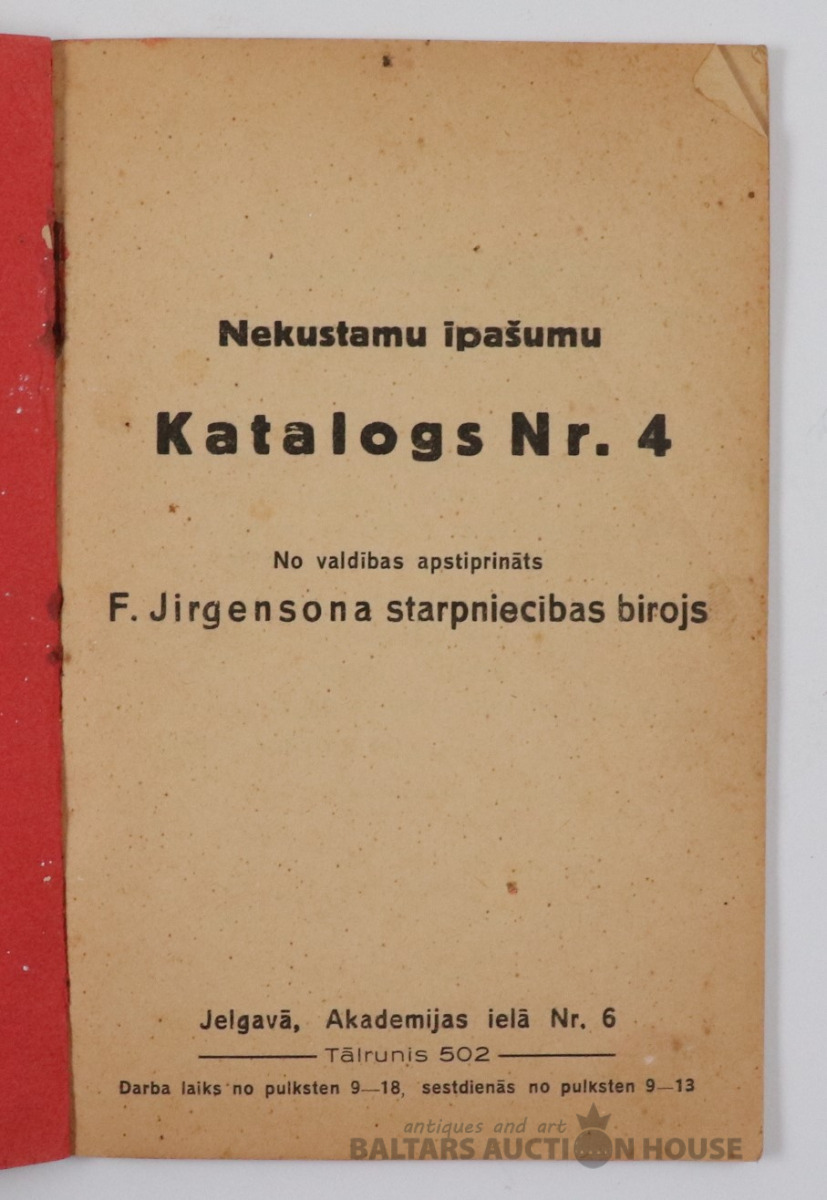 Nekustamu īpašumu
Katalogs Nr. 4
No valdības apstiprināts
F. Jirgensona starpniecības birojs
Jelgavā, Akademijas ielā Nr. 6
Tālrunis 502
Darba laiks no pulksten 9—18, sestdienās no pulksten 9—13
antiques and art
BALTARS AUCTION HOUSE